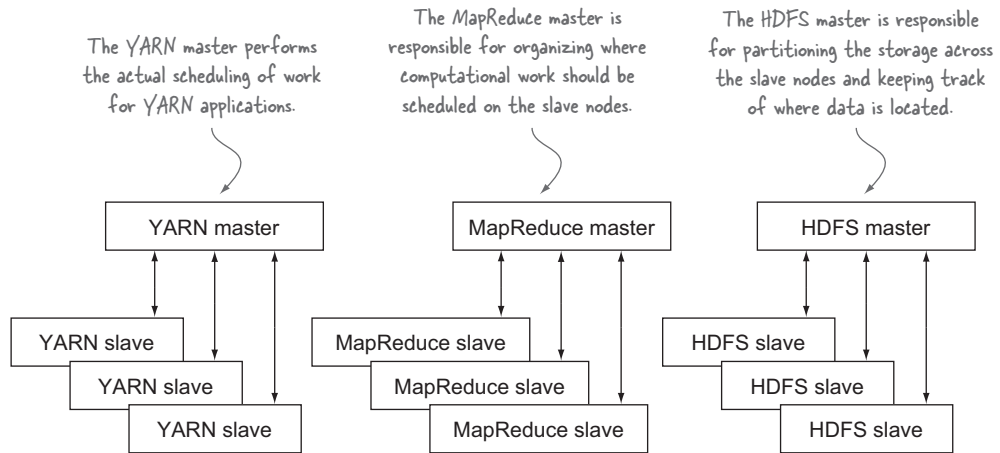 The YARN master performs
the actual scheduling of work
for YARN applications.
The MapReduce master is
responsible for organizing where
computational work should be
scheduled on the slave nodes.
The HDFS master is responsible
for partitioning the storage across
the slave nodes and keeping track
of where data is located.
YARN master
MapReduce master
HDFS master
YARN slave
YARN slave
YARN slave
MapReduce slave
MapReduce slave
MapReduce slave
HDFS slave
HDFS slave
HDFS slave